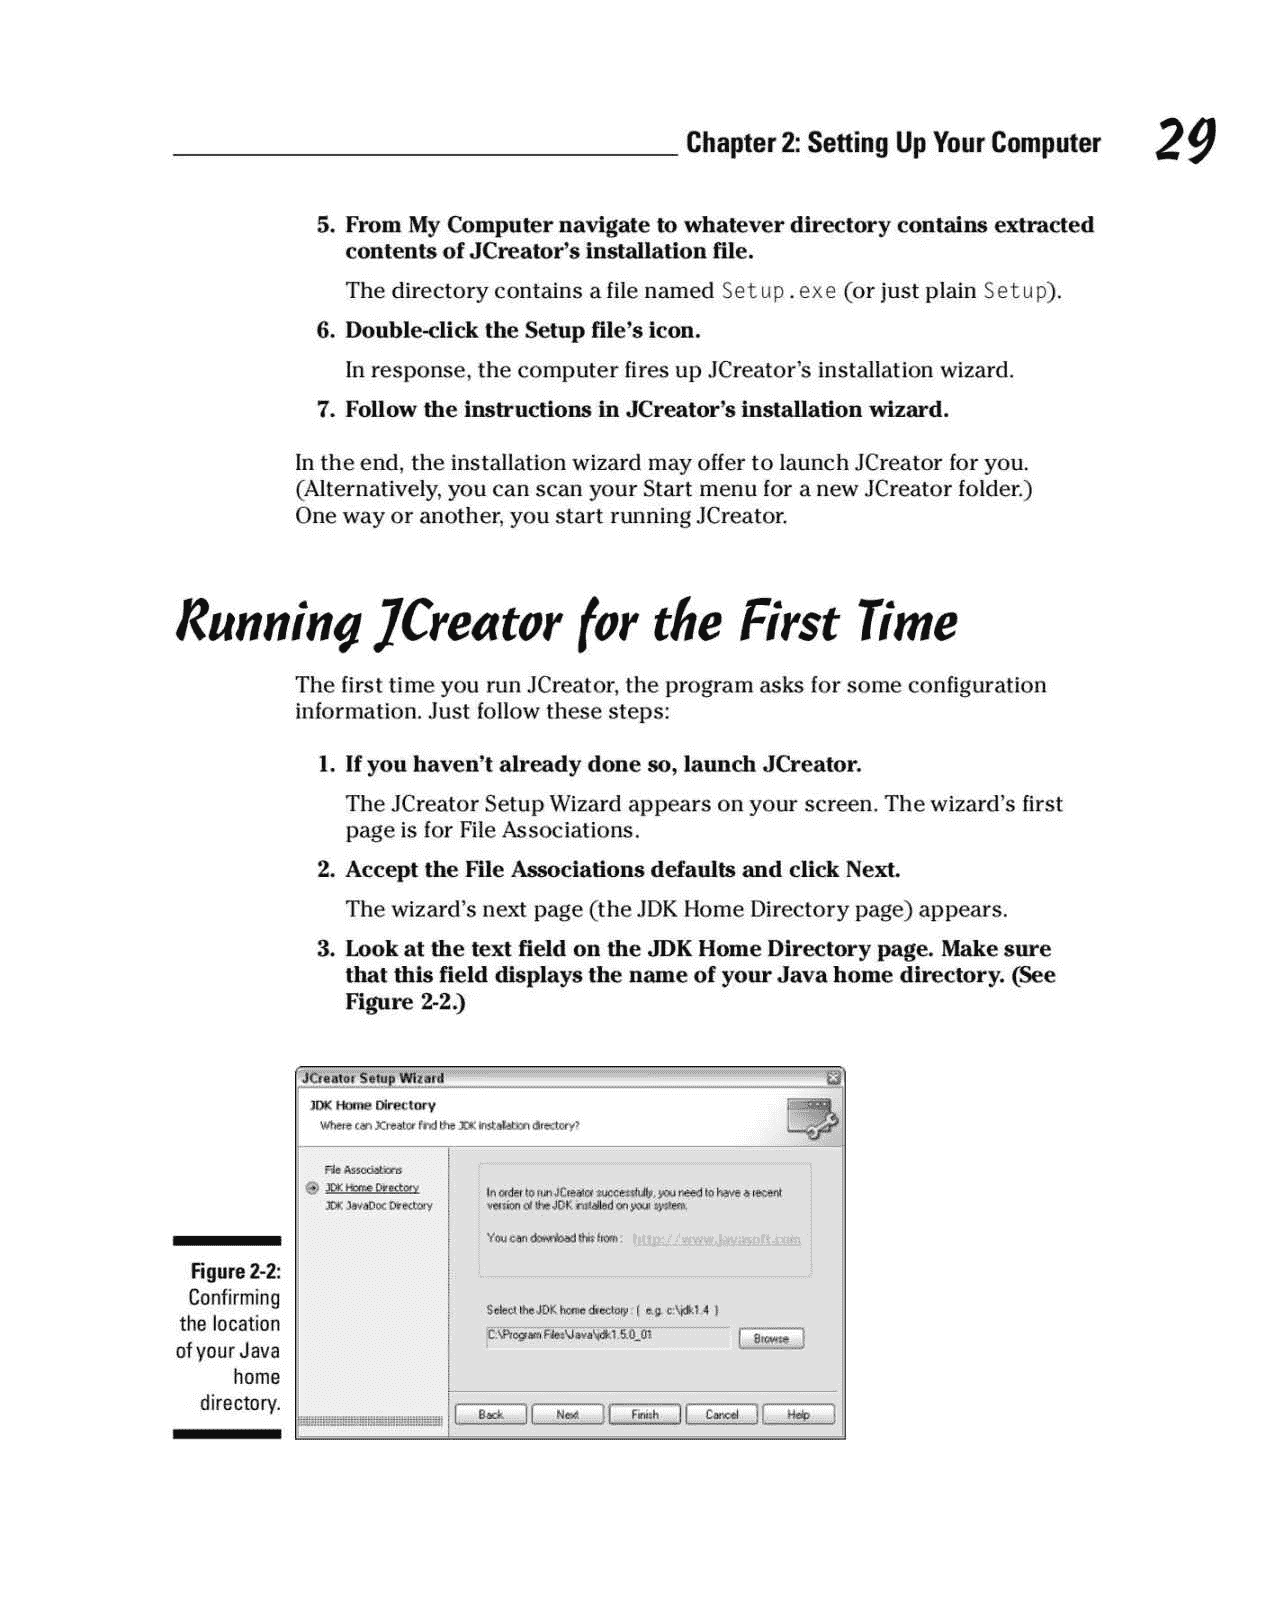 Chapter 2: Setting Up Your Computer 29
5. From My Computer navigate to whatever directory contains extracted
contents of JCreator's installation file.
The directory contains a file named Setup.exe (or just plain Setup).
6. Double-click the Setup file's icon.
In response, the computer fires up JCreator's installation wizard.
7. Follow the instructions in JCreator's installation wizard.
In the end, the installation wizard may offer to launch JCreator for you.
(Alternatively, you can scan your Start menu for a new JCreator folder.)
One way or another, you start running JCreator.
Running JCreator for the First Time
The first time you run JCreator, the program asks for some configuration
information. Just follow these steps:
1. If you haven't already done so, launch JCreator.
The JCreator Setup Wizard appears on your screen. The wizard's first
page is for File Associations.
2. Accept the File Associations defaults and click Next.
The wizard's next page (the JDK Home Directory page) appears.
3. Look at the text field on the JDK Home Directory page. Make sure
that this field displays the name of your Java home directory. (See
Figure 2-2.)
JCreator Setup Wizard
JDK Home Directory
Where can JCreator find the JDK installation directory?
File Associations
JDK Home Directory
JDK JavaDoc Directory
In order to run JCreator successfully, you need to have a recent
version of the JDK installed on your system.
You can download this from : http://www.javasoft.com
Select the JDK home directory : ( e.g. c:\jdk1.4 )
C:\Program Files\Java\jdk1.5.0_01
Browse
Back Next Finish Cancel Help
Figure 2-2:
Confirming
the location
of your Java
home
directory.